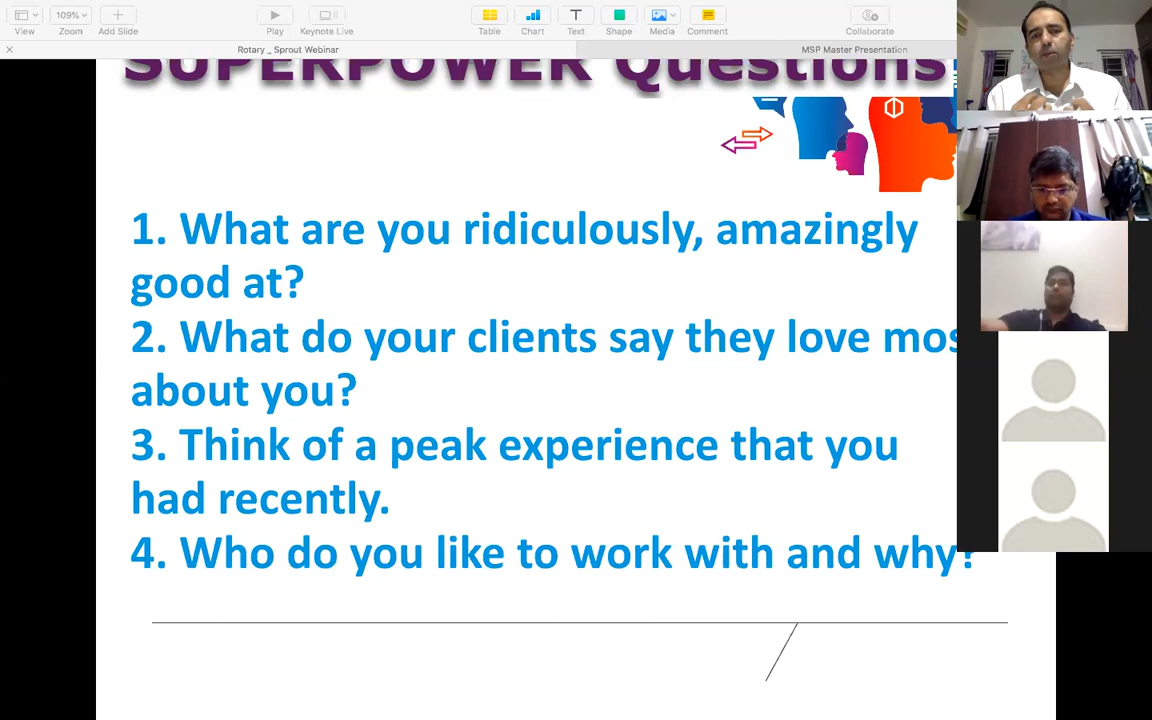 View
109%
Zoom
Add Slide
Play
Keynote Live
Table
Chart
T
Text
Shape
Media
Comment
Collaborate
Rotary _ Sprout Webinar
MSP Master Presentation
SUPERPOWER Questions
1. What are you ridiculously, amazingly
good at?
2. What do your clients say they love mos
about you?
3. Think of a peak experience that you
had recently.
4. Who do you like to work with and why?